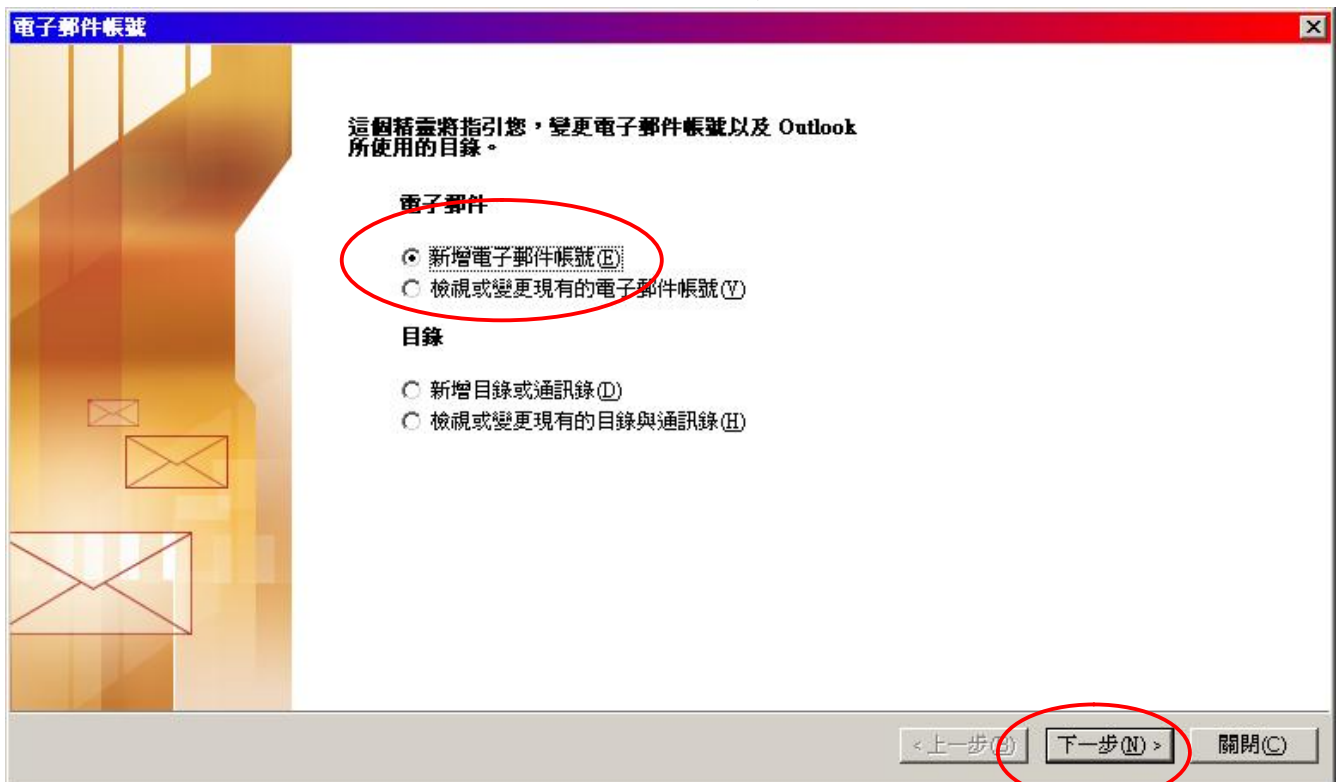 電子郵件帳號
這個精靈將指引您，變更電子郵件帳號以及 Outlook
所使用的目錄。
電子郵件
新增電子郵件帳號(E)
檢視或變更現有的電子郵件帳號(V)
目錄
新增目錄或通訊錄(D)
檢視或變更現有的目錄與通訊錄(H)
<上一步(B) 下一步(N) > 關閉(C)